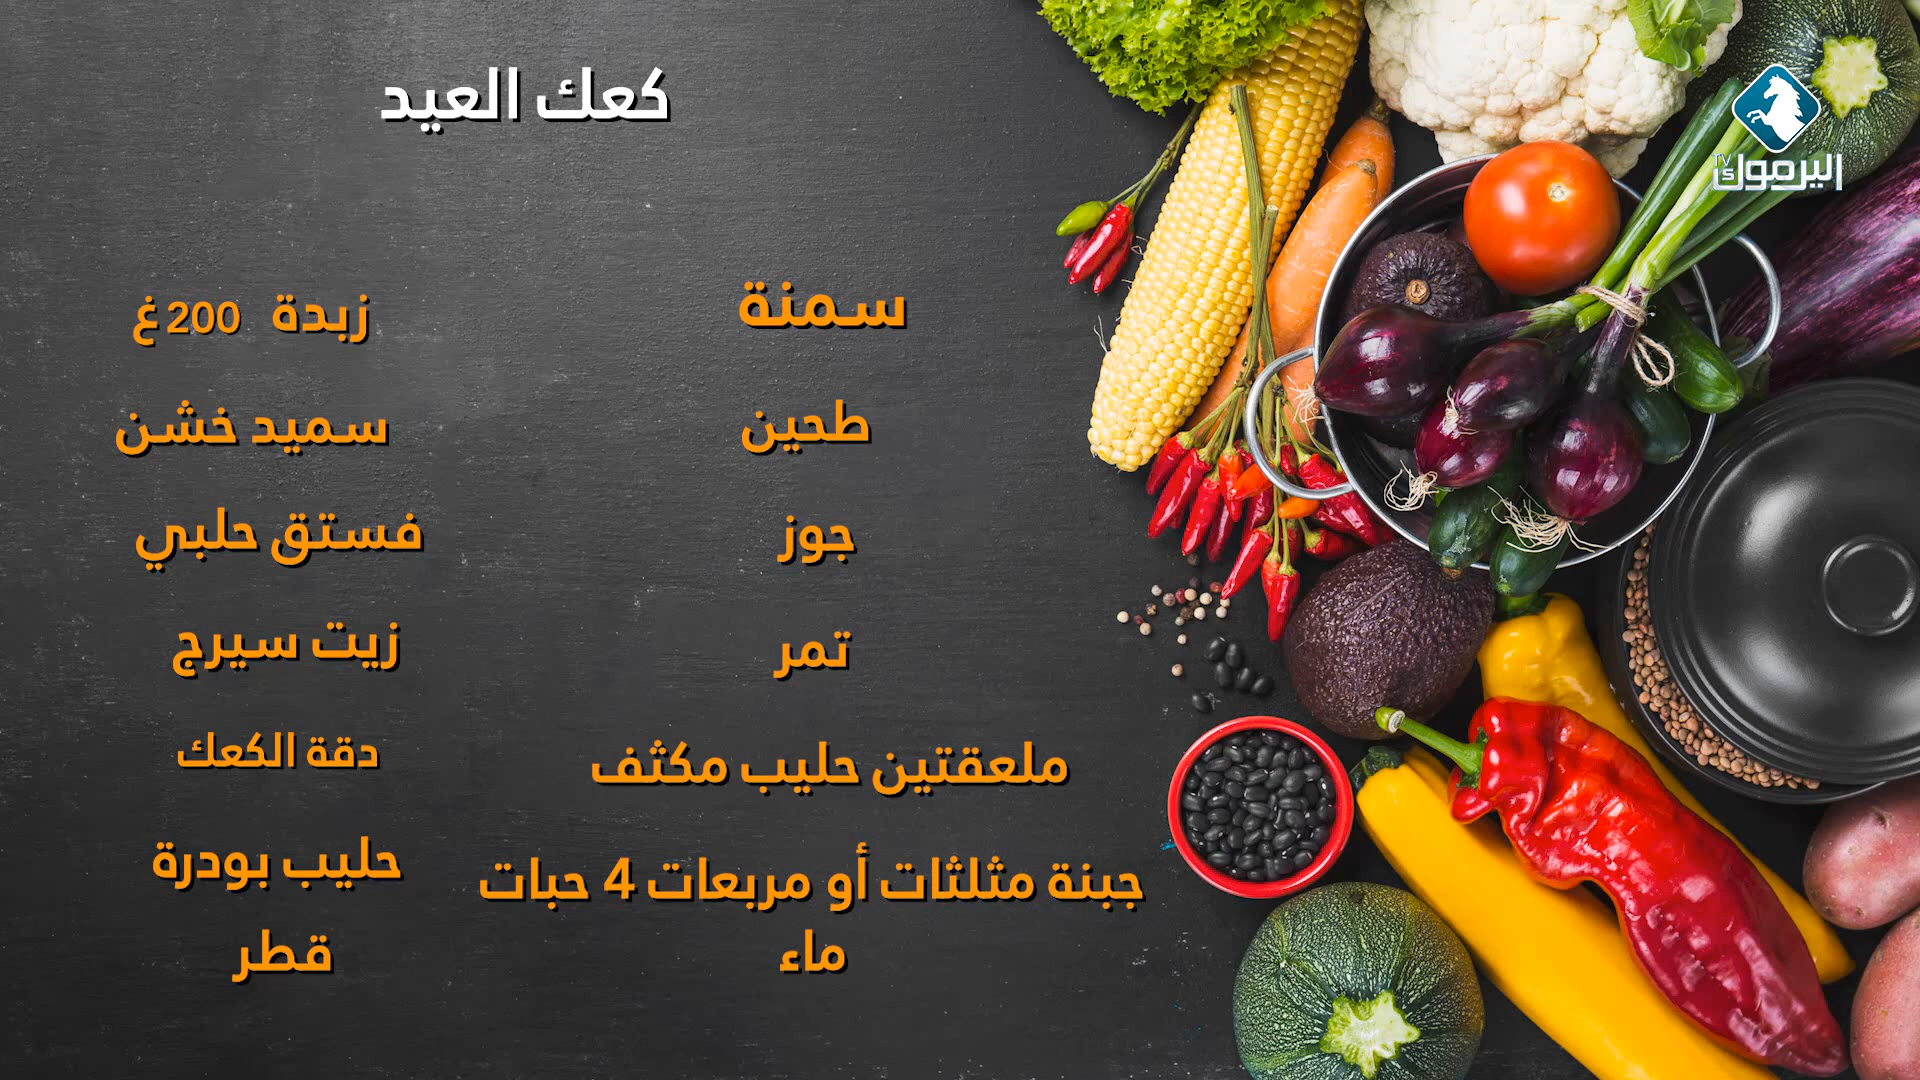 كعك العيد
اليرموك
TV
سمنة
طحين
جوز
تمر
ملعقتين حليب مكثف
جبنة مثلثات أو مربعات 4 حبات
ماء
زبدة 200 غ
سميد خشن
فستق حلبي
زيت سيرج
دقة الكعك
حليب بودرة
قطر